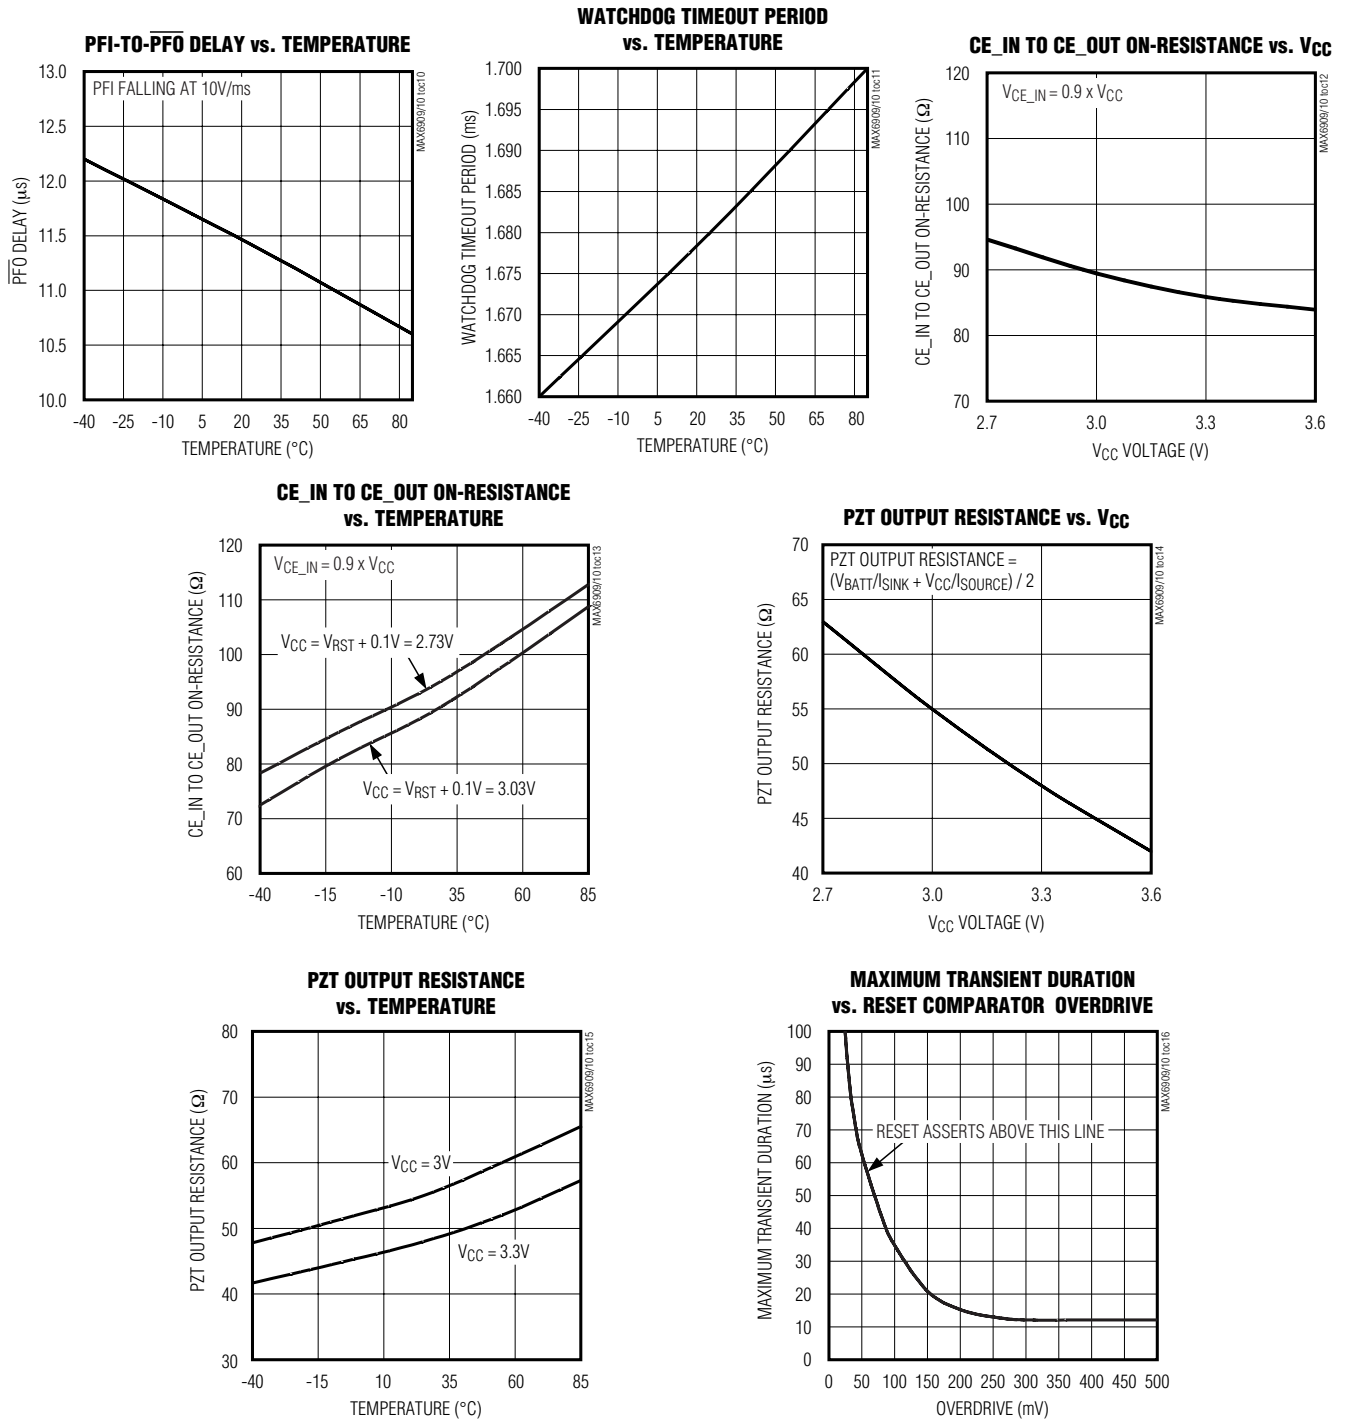 PFI-TO-PFO DELAY vs. TEMPERATURE
PFI FALLING AT 10V/ms
MAX6909/10 toc10
PFO DELAY (µs)
13.0
12.5
12.0
11.5
11.0
10.5
10.0
-40 -25 -10 5 20 35 50 65 80
TEMPERATURE (°C)
WATCHDOG TIMEOUT PERIOD
vs. TEMPERATURE
MAX6909/10 toc11
WATCHDOG TIMEOUT PERIOD (ms)
1.700
1.695
1.690
1.685
1.680
1.675
1.670
1.665
1.660
-40 -25 -10 5 20 35 50 65 80
TEMPERATURE (°C)
CE_IN TO CE_OUT ON-RESISTANCE vs. VCC
VCE_IN = 0.9 x VCC
MAX6909/10 toc12
CE_IN TO CE_OUT ON-RESISTANCE (Ω)
120
110
100
90
80
70
2.7 3.0 3.3 3.6
VCC VOLTAGE (V)
CE_IN TO CE_OUT ON-RESISTANCE
vs. TEMPERATURE
VCE_IN = 0.9 x VCC
MAX6909/10 toc13
VCC = VRST + 0.1V = 2.73V
VCC = VRST + 0.1V = 3.03V
CE_IN TO CE_OUT ON-RESISTANCE (Ω)
120
110
100
90
80
70
60
-40 -15 -10 35 60 85
TEMPERATURE (°C)
PZT OUTPUT RESISTANCE vs. VCC
PZT OUTPUT RESISTANCE =
(VBATT/ISINK + VCC/ISOURCE) / 2
MAX6909/10 toc14
PZT OUTPUT RESISTANCE (Ω)
70
65
60
55
50
45
40
2.7 3.0 3.3 3.6
VCC VOLTAGE (V)
PZT OUTPUT RESISTANCE
vs. TEMPERATURE
MAX6909/10 toc15
VCC = 3V
VCC = 3.3V
PZT OUTPUT RESISTANCE (Ω)
80
70
60
50
40
30
-40 -15 10 35 60 85
TEMPERATURE (°C)
MAXIMUM TRANSIENT DURATION
vs. RESET COMPARATOR OVERDRIVE
MAX6909/10 toc16
RESET ASSERTS ABOVE THIS LINE
MAXIMUM TRANSIENT DURATION (µs)
100
90
80
70
60
50
40
30
20
10
0
0 50 100 150 200 250 300 350 400 450 500
OVERDRIVE (mV)